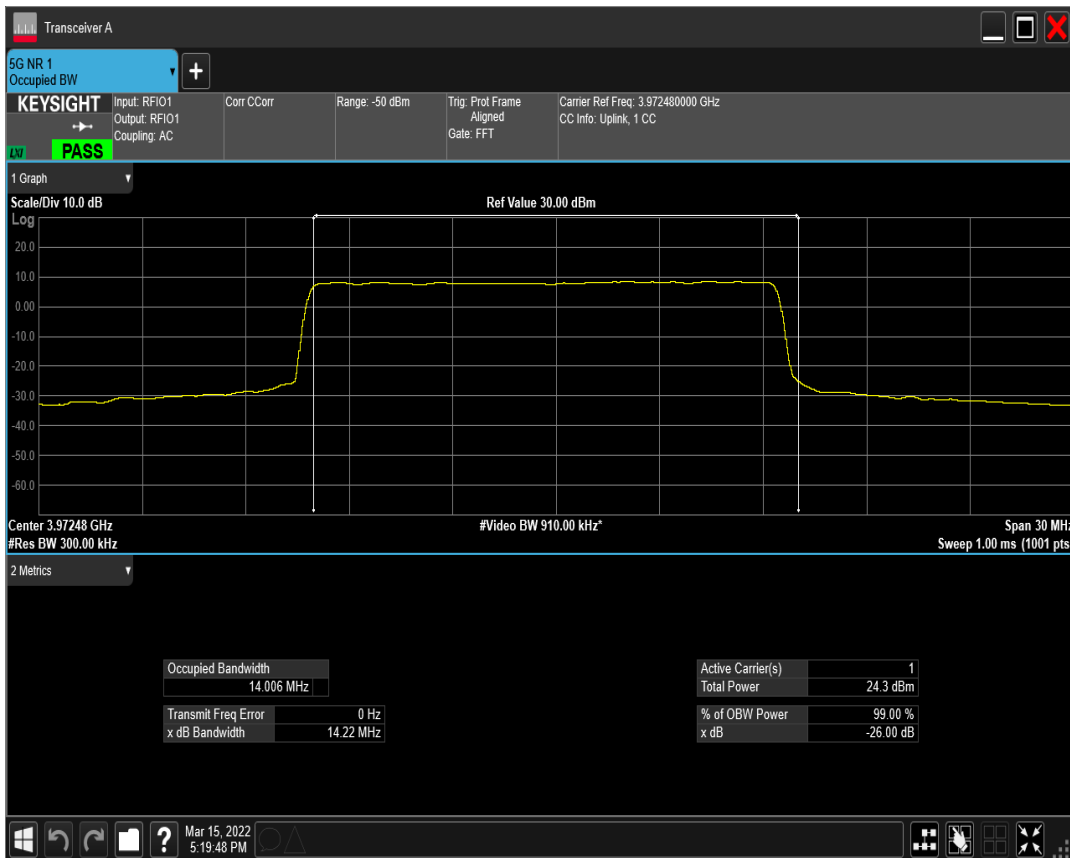 Transceiver A
5G NR 1
Occupied BW
KEYSIGHT
LXI
PASS
Input: RFIO1
Output: RFIO1
Coupling: AC
Corr CCorr
Range: -50 dBm
Trig: Prot Frame
Aligned
Gate: FFT
Carrier Ref Freq: 3.972480000 GHz
CC Info: Uplink, 1 CC
1 Graph
Scale/Div 10.0 dB
Ref Value 30.00 dBm
Log
20.0
10.0
0.00
-10.0
-20.0
-30.0
-40.0
-50.0
-60.0
Center 3.97248 GHz
#Video BW 910.00 kHz*
Span 30 MHz
#Res BW 300.00 kHz
Sweep 1.00 ms (1001 pts
2 Metrics
Occupied Bandwidth
14.006 MHz
Transmit Freq Error 0 Hz
x dB Bandwidth 14.22 MHz
Active Carrier(s) 1
Total Power 24.3 dBm
% of OBW Power 99.00 %
x dB -26.00 dB
?
Mar 15, 2022
5:19:48 PM